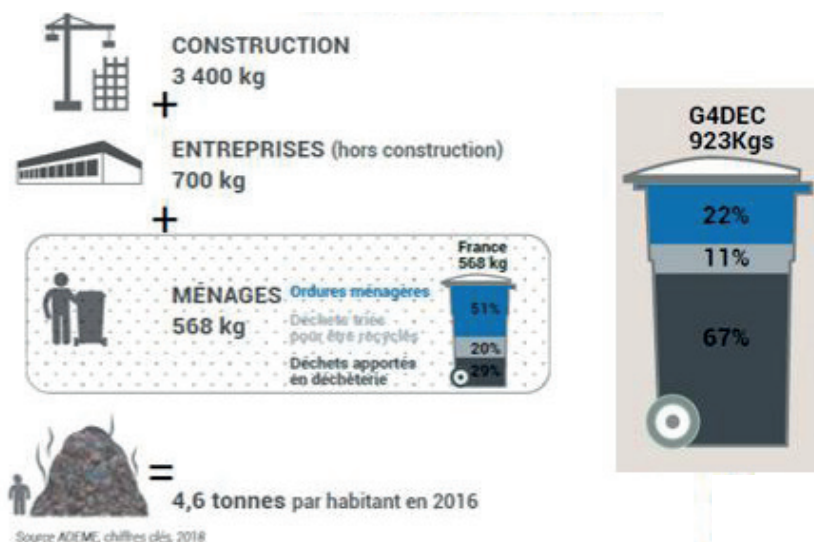 CONSTRUCTION
3 400 kg
+
ENTREPRISES (hors construction)
700 kg
+
MÉNAGES
568 kg
Ordures ménagères
Déchets triés
pour être recyclés
Déchets apportés
en déchèterie
France
568 kg
51%
20%
29%
=
4,6 tonnes par habitant en 2016
Source ADEME, chiffres clés, 2018
G4DEC
923Kgs
22%
11%
67%